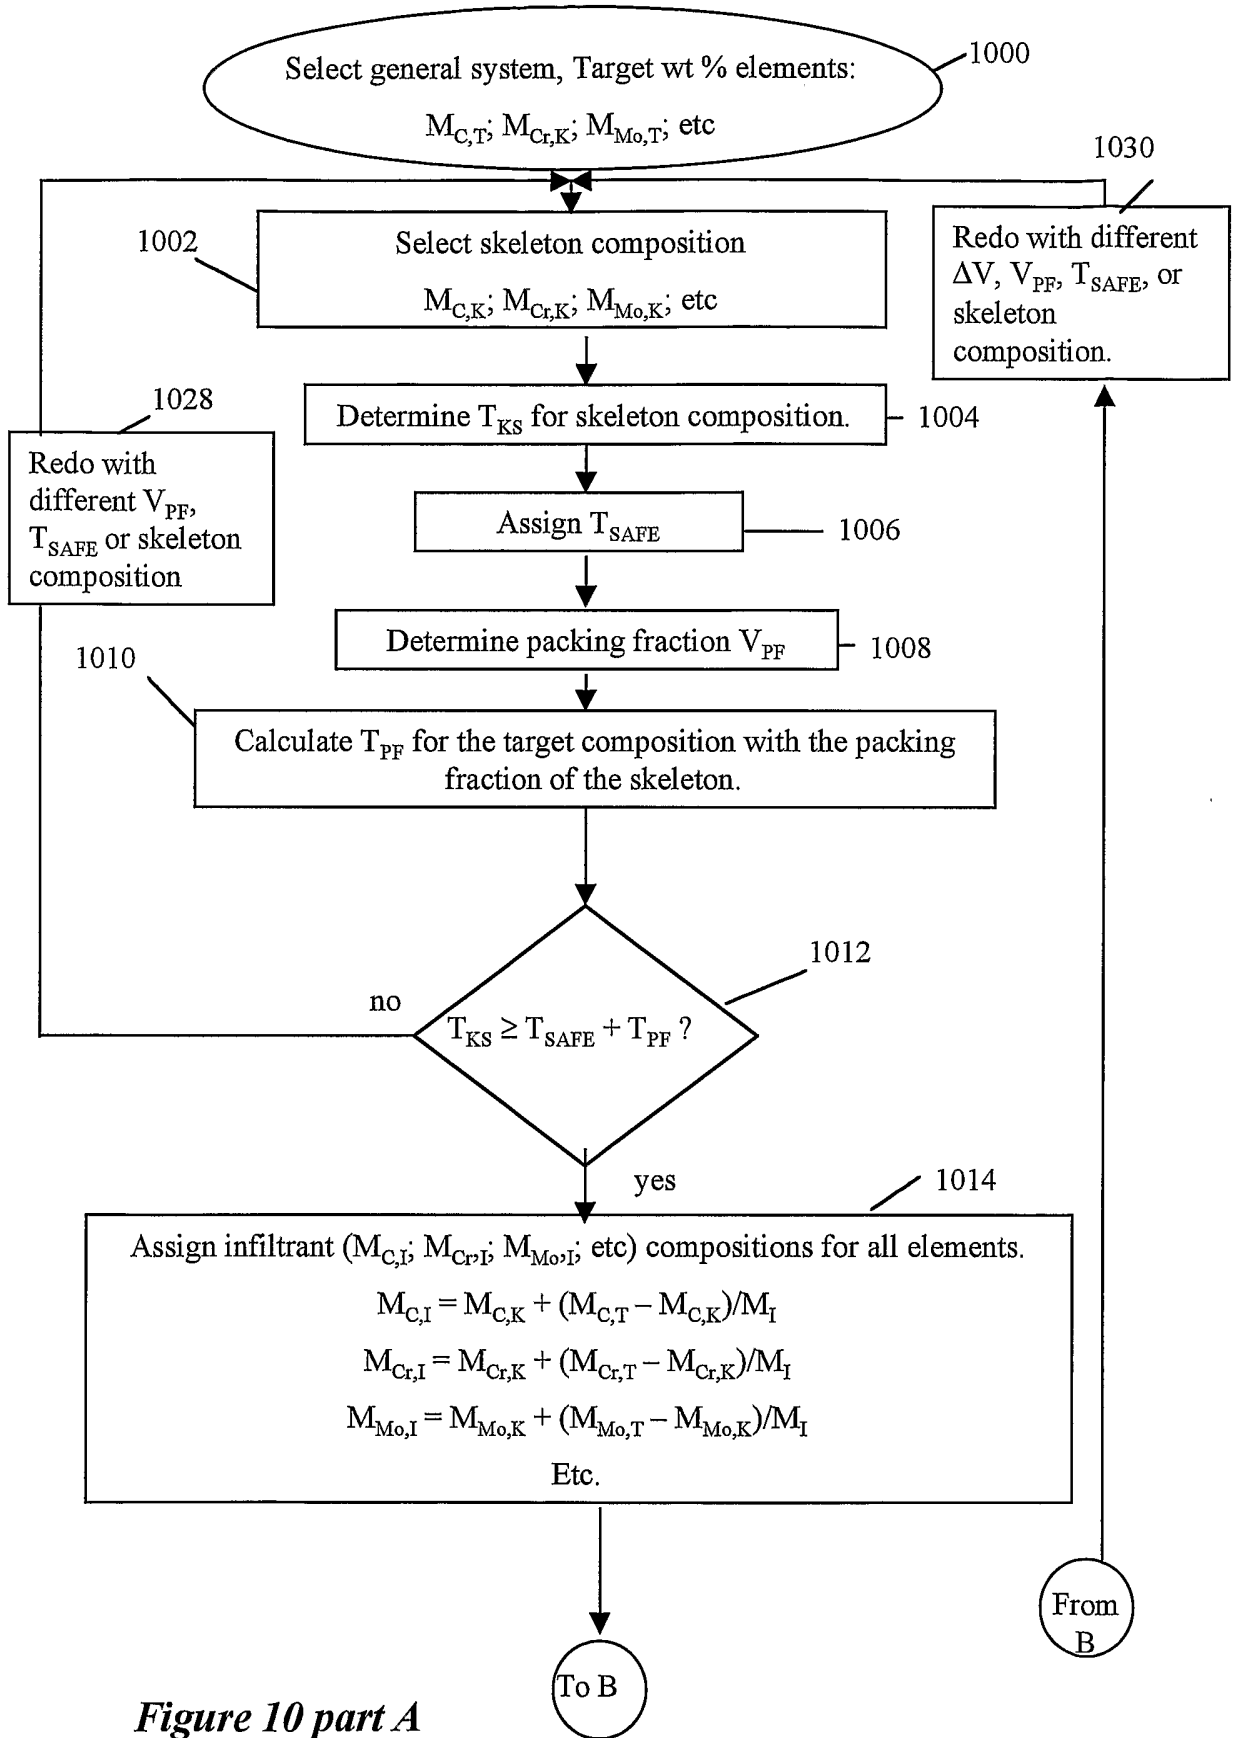 Select general system, Target wt % elements:
M_C,T; M_Cr,K; M_Mo,T; etc
1000
1030
1002
Select skeleton composition
M_C,K; M_Cr,K; M_Mo,K; etc
Redo with different
ΔV, V_PF, T_SAFE, or
skeleton
composition.
1028
Determine T_KS for skeleton composition.
1004
Redo with
different V_PF,
T_SAFE or skeleton
composition
Assign T_SAFE
1006
Determine packing fraction V_PF
1008
1010
Calculate T_PF for the target composition with the packing
fraction of the skeleton.
1012
no
T_KS ≥ T_SAFE + T_PF ?
yes
1014
Assign infiltrant (M_C,I; M_Cr,I; M_Mo,I; etc) compositions for all elements.
M_C,I = M_C,K + (M_C,T – M_C,K)/M_I
M_Cr,I = M_Cr,K + (M_Cr,T – M_Cr,K)/M_I
M_Mo,I = M_Mo,K + (M_Mo,T – M_Mo,K)/M_I
Etc.
From
B
To B
Figure 10 part A